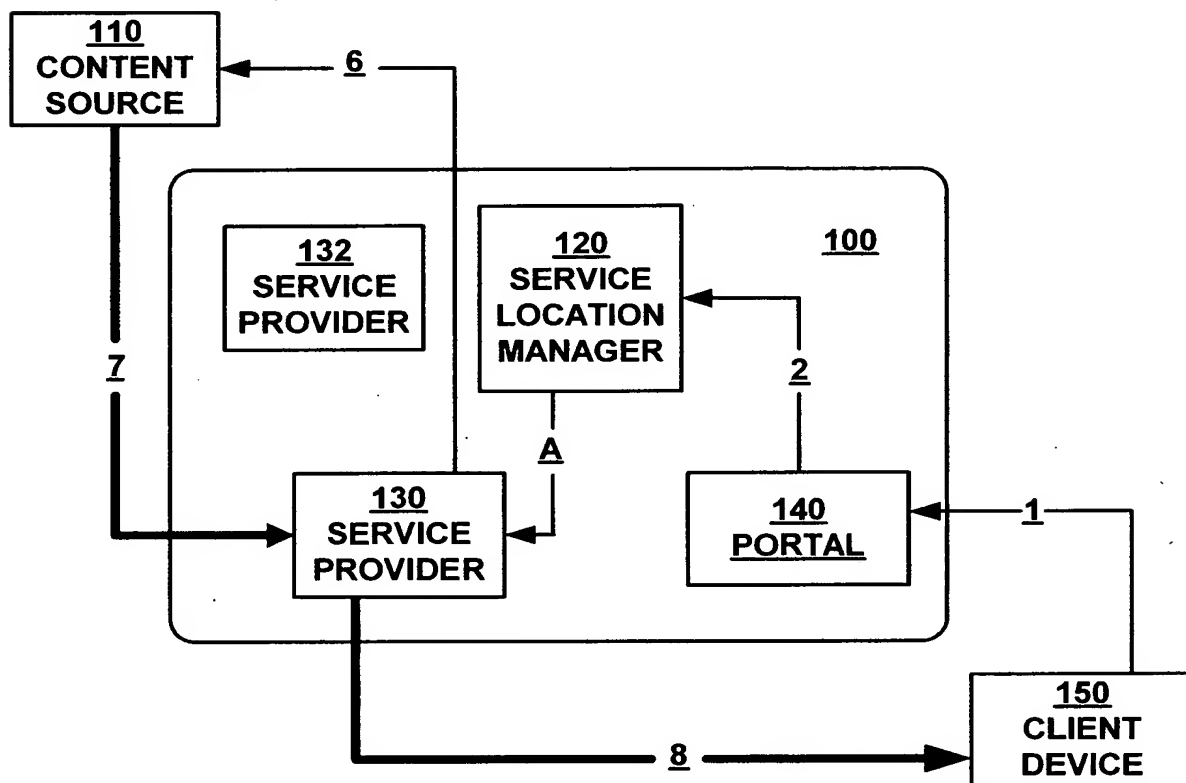 110
CONTENT
SOURCE
6
132
SERVICE
PROVIDER
120
SERVICE
LOCATION
MANAGER
100
7
2
A
130
SERVICE
PROVIDER
140
PORTAL
1
150
CLIENT
DEVICE
8